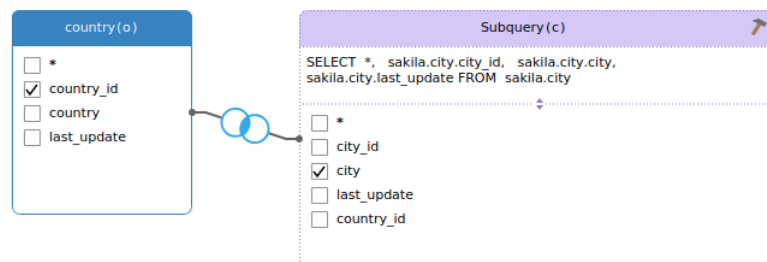 country(o)
*
country_id
country
last_update
Subquery(c)
SELECT *, sakila.city.city_id, sakila.city.city,
sakila.city.last_update FROM sakila.city
*
city_id
city
last_update
country_id